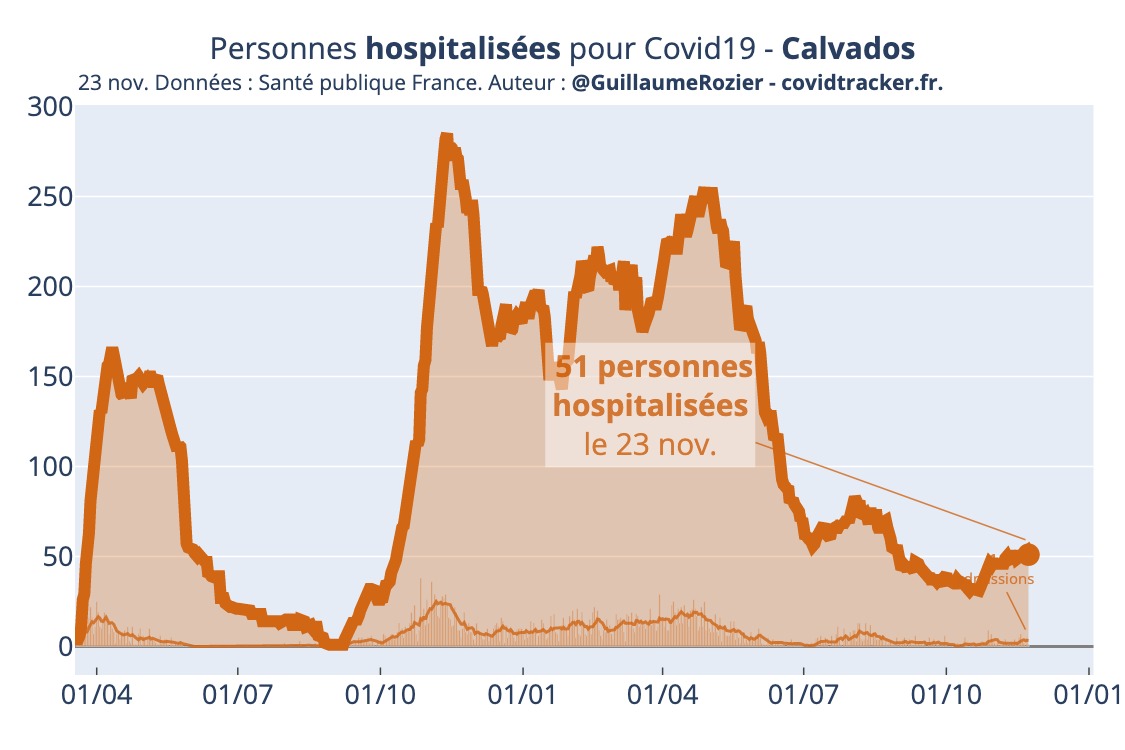 Personnes hospitalisées pour Covid19 - Calvados
23 nov. Données : Santé publique France. Auteur : @GuillaumeRozier - covidtracker.fr.
300
250
200
150
100
50
0
51 personnes
hospitalisées
le 23 nov.
01/04 01/07 01/10 01/01 01/04 01/07 01/10 01/01